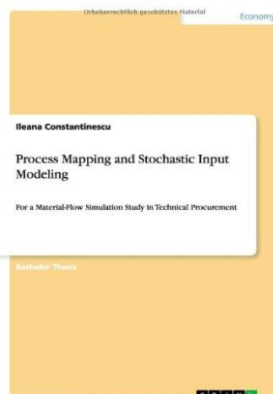 Urheberrechtlich geschütztes Material
Economy
Ileana Constantinescu
Process Mapping and Stochastic Input
Modeling
For a Material-Flow Simulation Study in Technical Procurement
Bachelor Thesis